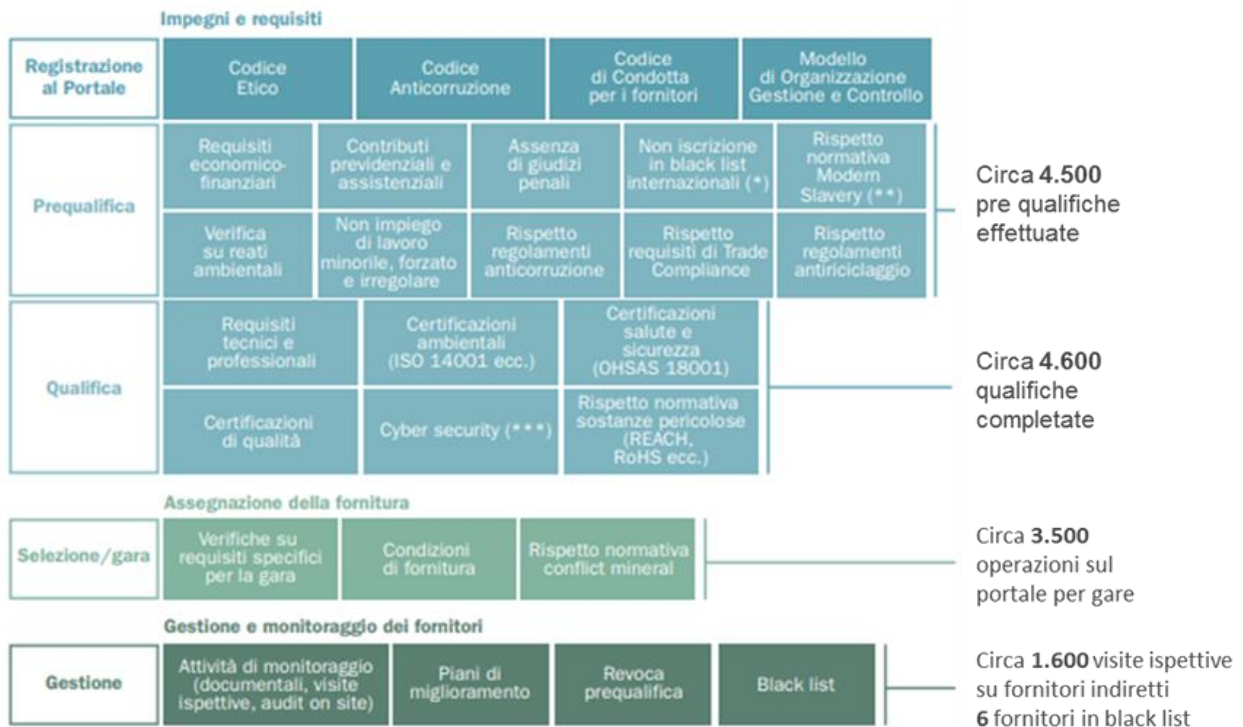 Impegni e requisiti
Registrazione
al Portale
Codice
Etico
Codice
Anticorruzione
Codice
di Condotta
per i fornitori
Modello
di Organizzazione
Gestione e Controllo
Prequalifica
Requisiti
economico-
finanziari
Contributi
previdenziali e
assistenziali
Assenza
di giudizi
penali
Non iscrizione
in black list
internazionali (*)
Rispetto
normativa
Modern
Slavery (**)
Verifica
su reati
ambientali
Non impiego
di lavoro
minorile, forzato
e irregolare
Rispetto
regolamenti
anticorruzione
Rispetto
requisiti di Trade
Compliance
Rispetto
regolamenti
antiriciclaggio
Circa 4.500
pre qualifiche
effettuate
Qualifica
Requisiti
tecnici e
professionali
Certificazioni
ambientali
(ISO 14001 ecc.)
Certificazioni
salute e
sicurezza
(OHSAS 18001)
Certificazioni
di qualità
Cyber security (***)
Rispetto normativa
sostanze pericolose
(REACH,
RoHS ecc.)
Circa 4.600
qualifiche
completate
Assegnazione della fornitura
Selezione/gara
Verifiche su
requisiti specifici
per la gara
Condizioni
di fornitura
Rispetto normativa
conflict mineral
Circa 3.500
operazioni sul
portale per gare
Gestione e monitoraggio dei fornitori
Gestione
Attività di monitoraggio
(documentali, visite
ispettive, audit on site)
Piani di
miglioramento
Revoca
prequalifica
Black list
Circa 1.600 visite ispettive
su fornitori indiretti
6 fornitori in black list